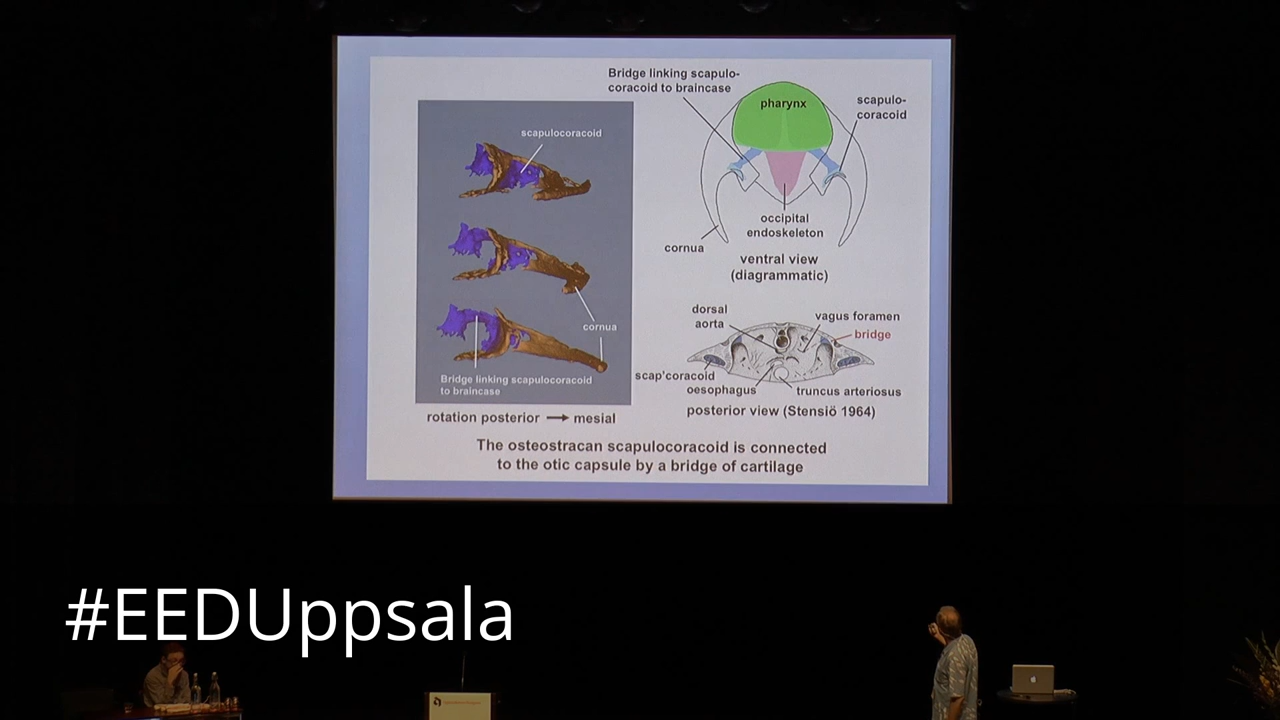 scapulocoracoid
cornua
Bridge linking scapulocoracoid
to braincase
rotation posterior → mesial
Bridge linking scapulo-
coracoid to braincase
pharynx
scapulo-
coracoid
occipital
endoskeleton
cornua
ventral view
(diagrammatic)
dorsal
aorta
vagus foramen
bridge
scap'coracoid
oesophagus
truncus arteriosus
posterior view (Stensiö 1964)
The osteostracan scapulocoracoid is connected
to the otic capsule by a bridge of cartilage
#EEDUppsala